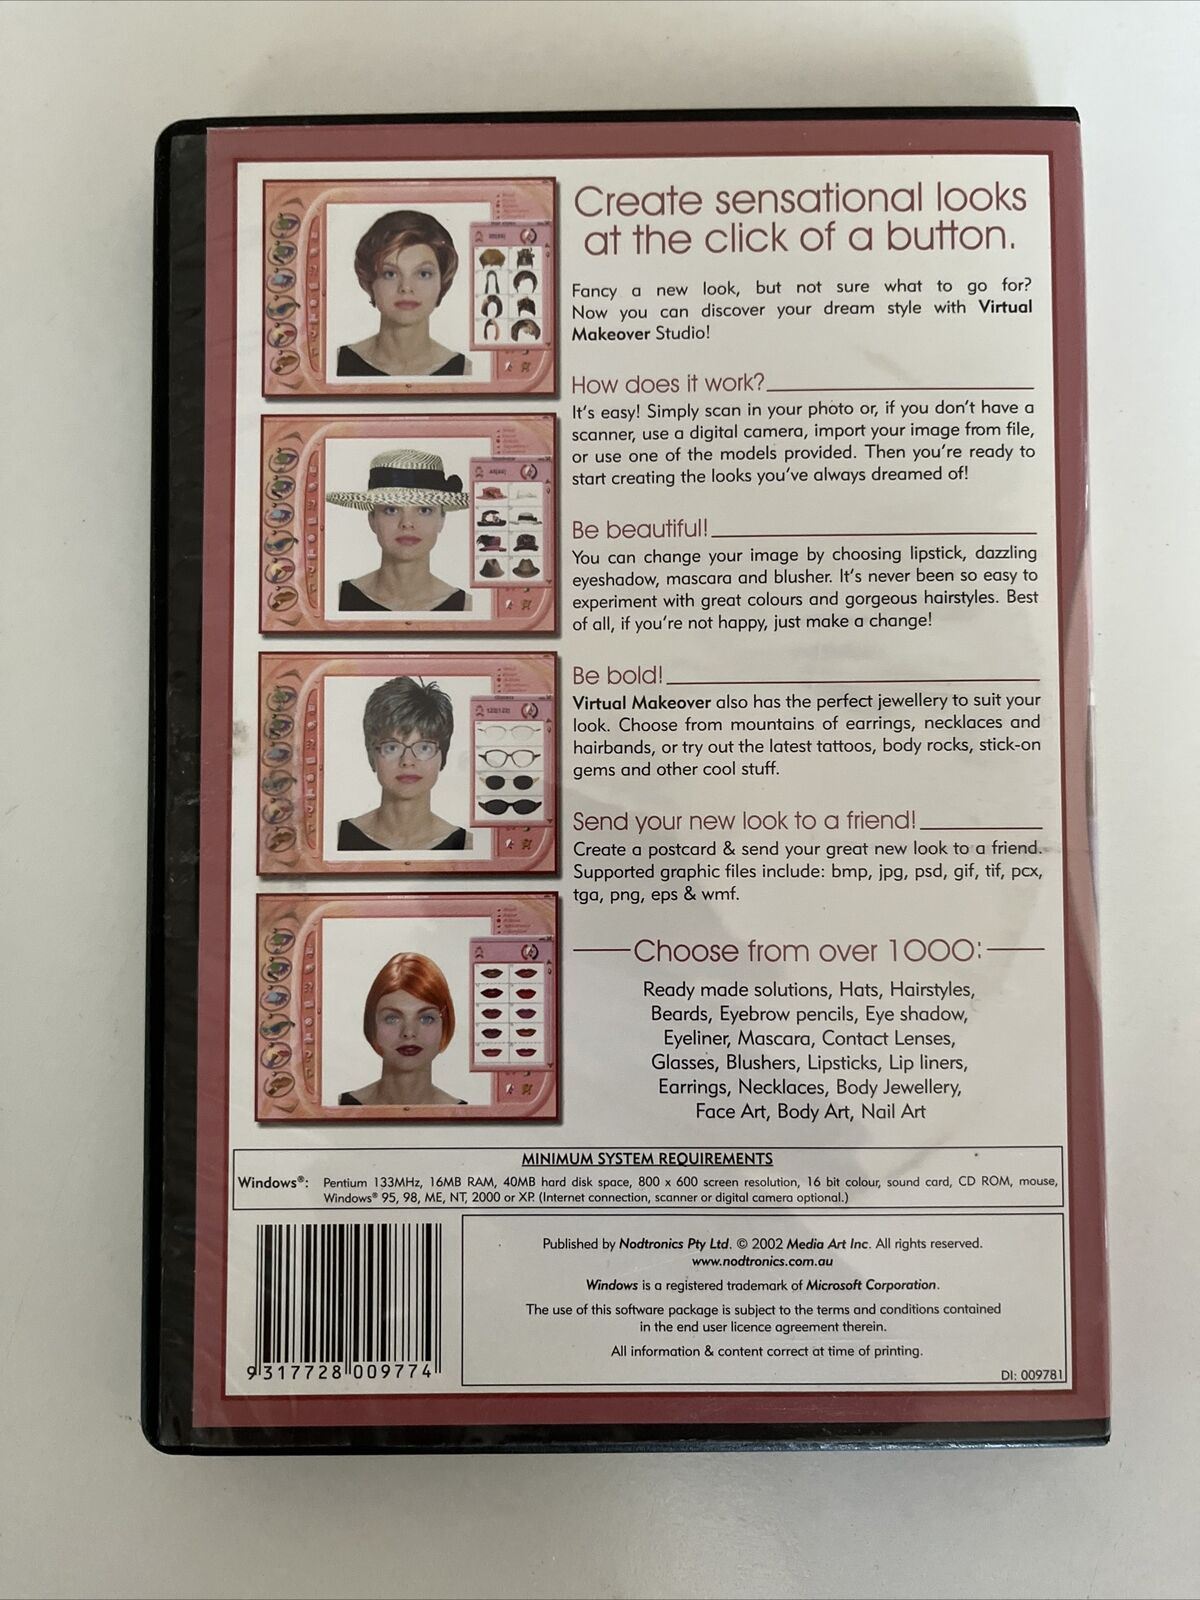 Create sensational looks
at the click of a button.
Fancy a new look, but not sure what to go for?
Now you can discover your dream style with Virtual
Makeover Studio!
How does it work?
It's easy! Simply scan in your photo or, if you don't have a
scanner, use a digital camera, import your image from file,
or use one of the models provided. Then you're ready to
start creating the looks you've always dreamed of!
Be beautiful!
You can change your image by choosing lipstick, dazzling
eyeshadow, mascara and blusher. It's never been so easy to
experiment with great colours and gorgeous hairstyles. Best
of all, if you're not happy, just make a change!
Be bold!
Virtual Makeover also has the perfect jewellery to suit your
look. Choose from mountains of earrings, necklaces and
hairbands, or try out the latest tattoos, body rocks, stick-on
gems and other cool stuff.
Send your new look to a friend!
Create a postcard & send your great new look to a friend.
Supported graphic files include: bmp, jpg, psd, gif, tif, pcx,
tga, png, eps & wmf.
Choose from over 1000:
Ready made solutions, Hats, Hairstyles,
Beards, Eyebrow pencils, Eye shadow,
Eyeliner, Mascara, Contact Lenses,
Glasses, Blushers, Lipsticks, Lip liners,
Earrings, Necklaces, Body Jewellery,
Face Art, Body Art, Nail Art
MINIMUM SYSTEM REQUIREMENTS
Windows®: Pentium 133MHz, 16MB RAM, 40MB hard disk space, 800 x 600 screen resolution, 16 bit colour, sound card, CD ROM, mouse,
Windows® 95, 98, ME, NT, 2000 or XP. (Internet connection, scanner or digital camera optional.)
9 317728 009774
Published by Nodtronics Pty Ltd. © 2002 Media Art Inc. All rights reserved.
www.nodtronics.com.au
Windows is a registered trademark of Microsoft Corporation.
The use of this software package is subject to the terms and conditions contained
in the end user licence agreement therein.
All information & content correct at time of printing.
DI: 009781